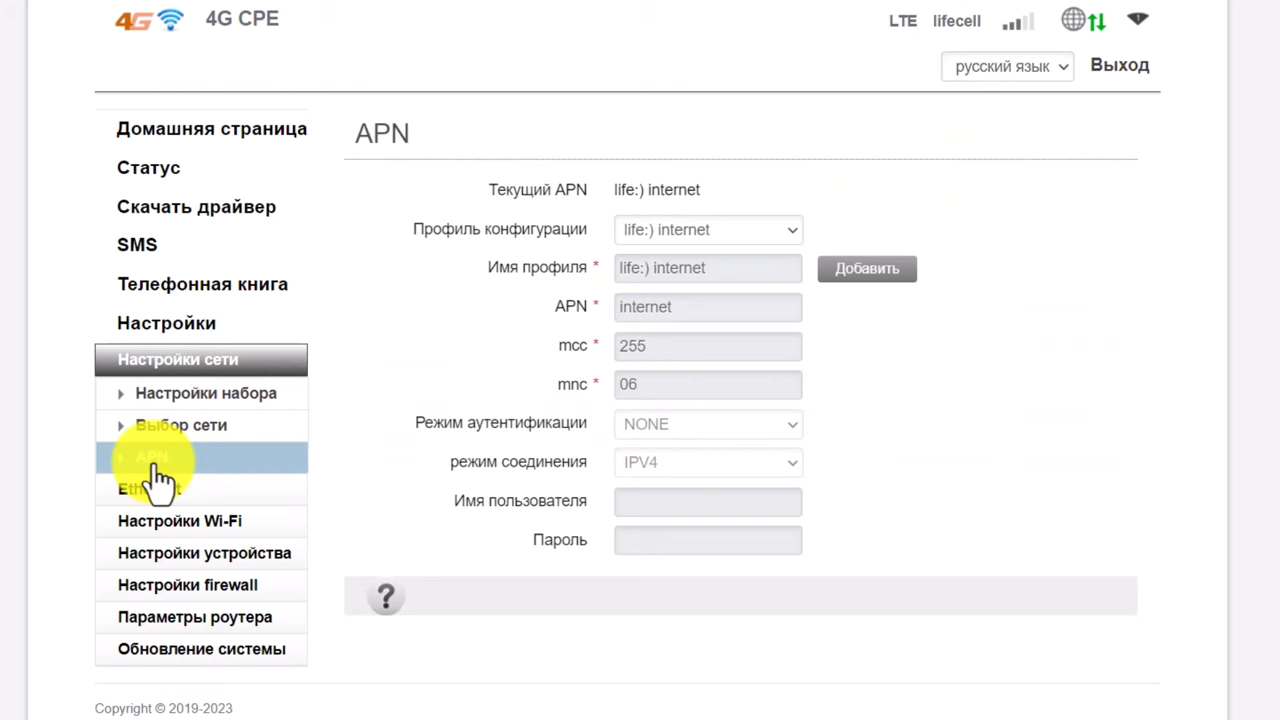 4G 4G CPE LTE lifecell
русский язык Выход
Домашняя страница
Статус
Скачать драйвер
SMS
Телефонная книга
Настройки
Настройки сети
Настройки набора
Выбор сети
APN
Настройки Wi-Fi
Настройки устройства
Настройки firewall
Параметры роутера
Обновление системы
APN
Текущий APN life:) internet
Профиль конфигурации life:) internet
Имя профиля * life:) internet Добавить
APN * internet
mcc * 255
mnc * 06
Режим аутентификации NONE
режим соединения IPV4
Имя пользователя
Пароль
?
Copyright © 2019-2023